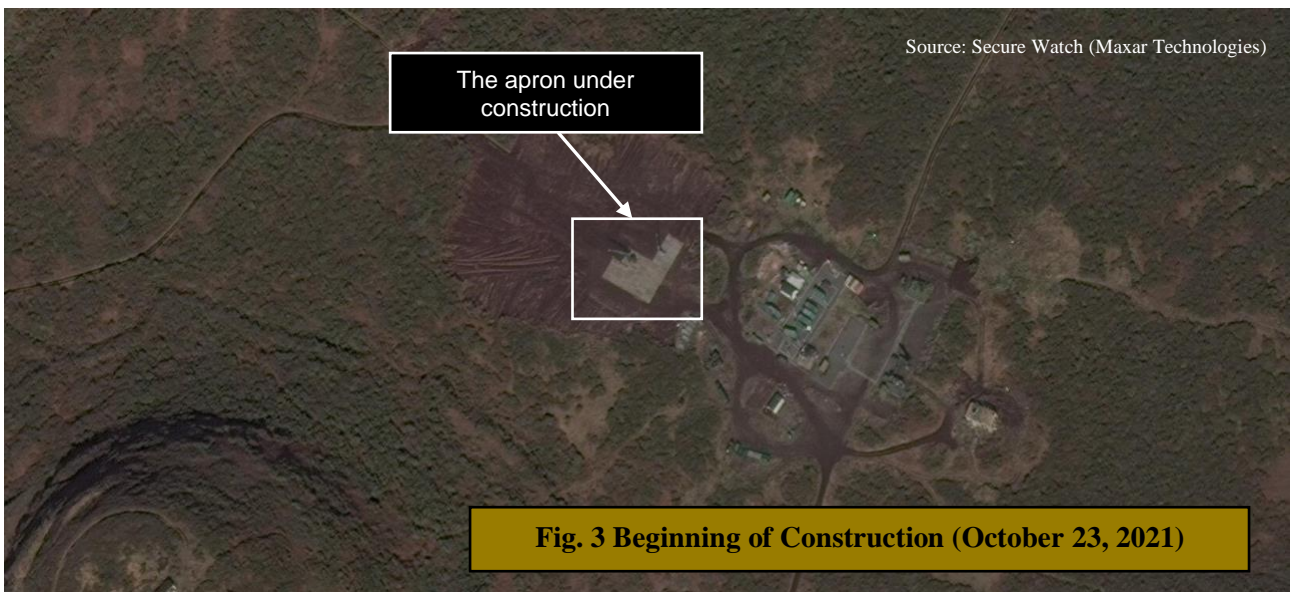 Source: Secure Watch (Maxar Technologies)
The apron under
construction
Fig. 3 Beginning of Construction (October 23, 2021)